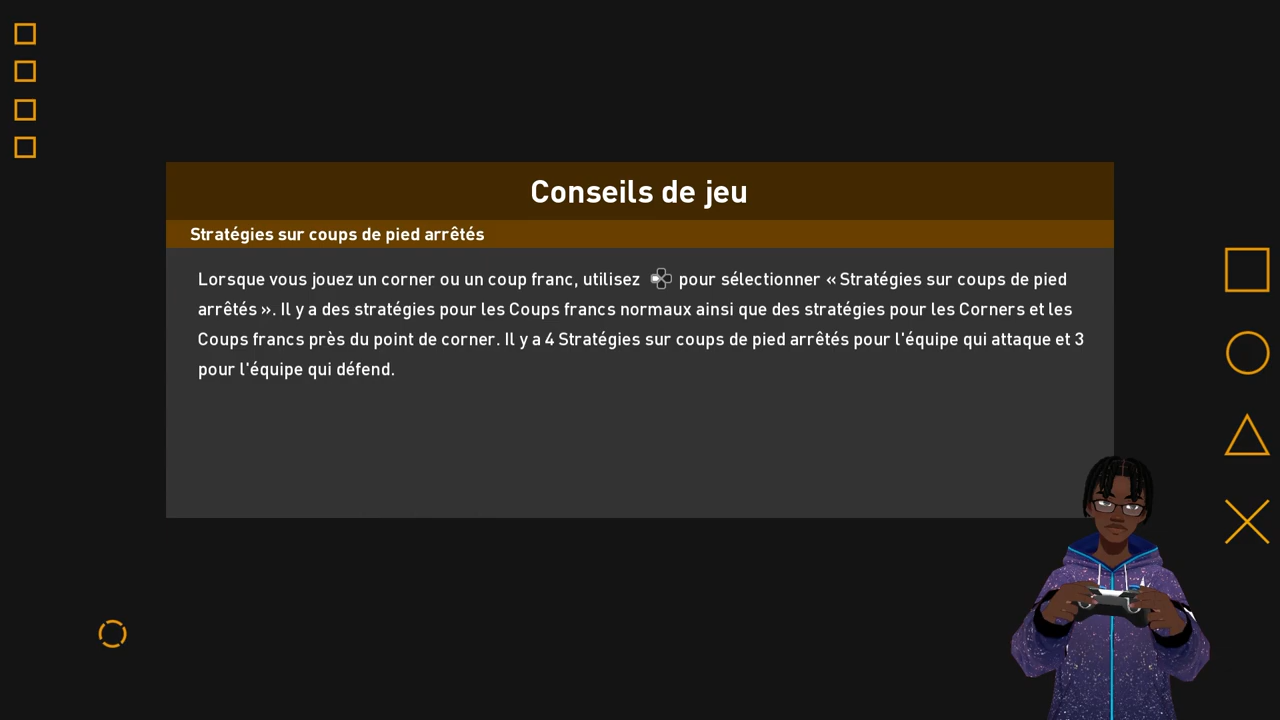 Conseils de jeu
Stratégies sur coups de pied arrêtés
Lorsque vous jouez un corner ou un coup franc, utilisez pour sélectionner « Stratégies sur coups de pied
arrêtés ». Il y a des stratégies pour les Coups francs normaux ainsi que des stratégies pour les Corners et les
Coups francs près du point de corner. Il y a 4 Stratégies sur coups de pied arrêtés pour l'équipe qui attaque et 3
pour l'équipe qui défend.